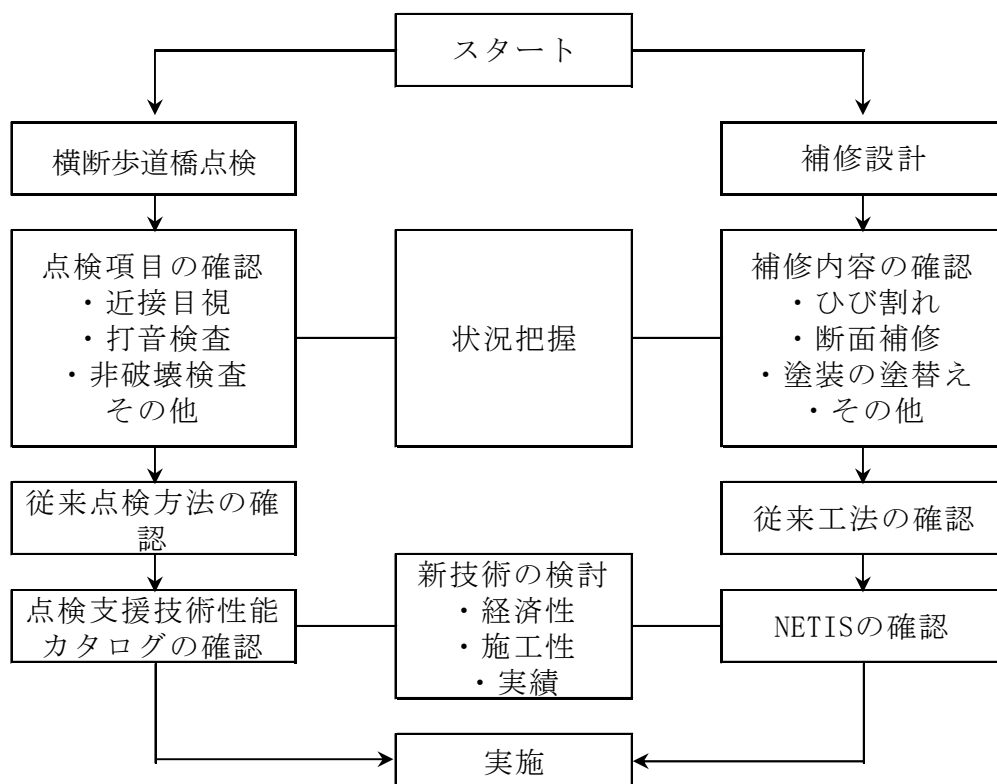 スタート
横断歩道橋点検
補修設計
点検項目の確認
・近接目視
・打音検査
・非破壊検査
その他
状況把握
補修内容の確認
・ひび割れ
・断面補修
・塗装の塗替え
・その他
従来点検方法の確
認
従来工法の確認
点検支援技術性能
カタログの確認
新技術の検討
・経済性
・施工性
・実績
NETISの確認
実施